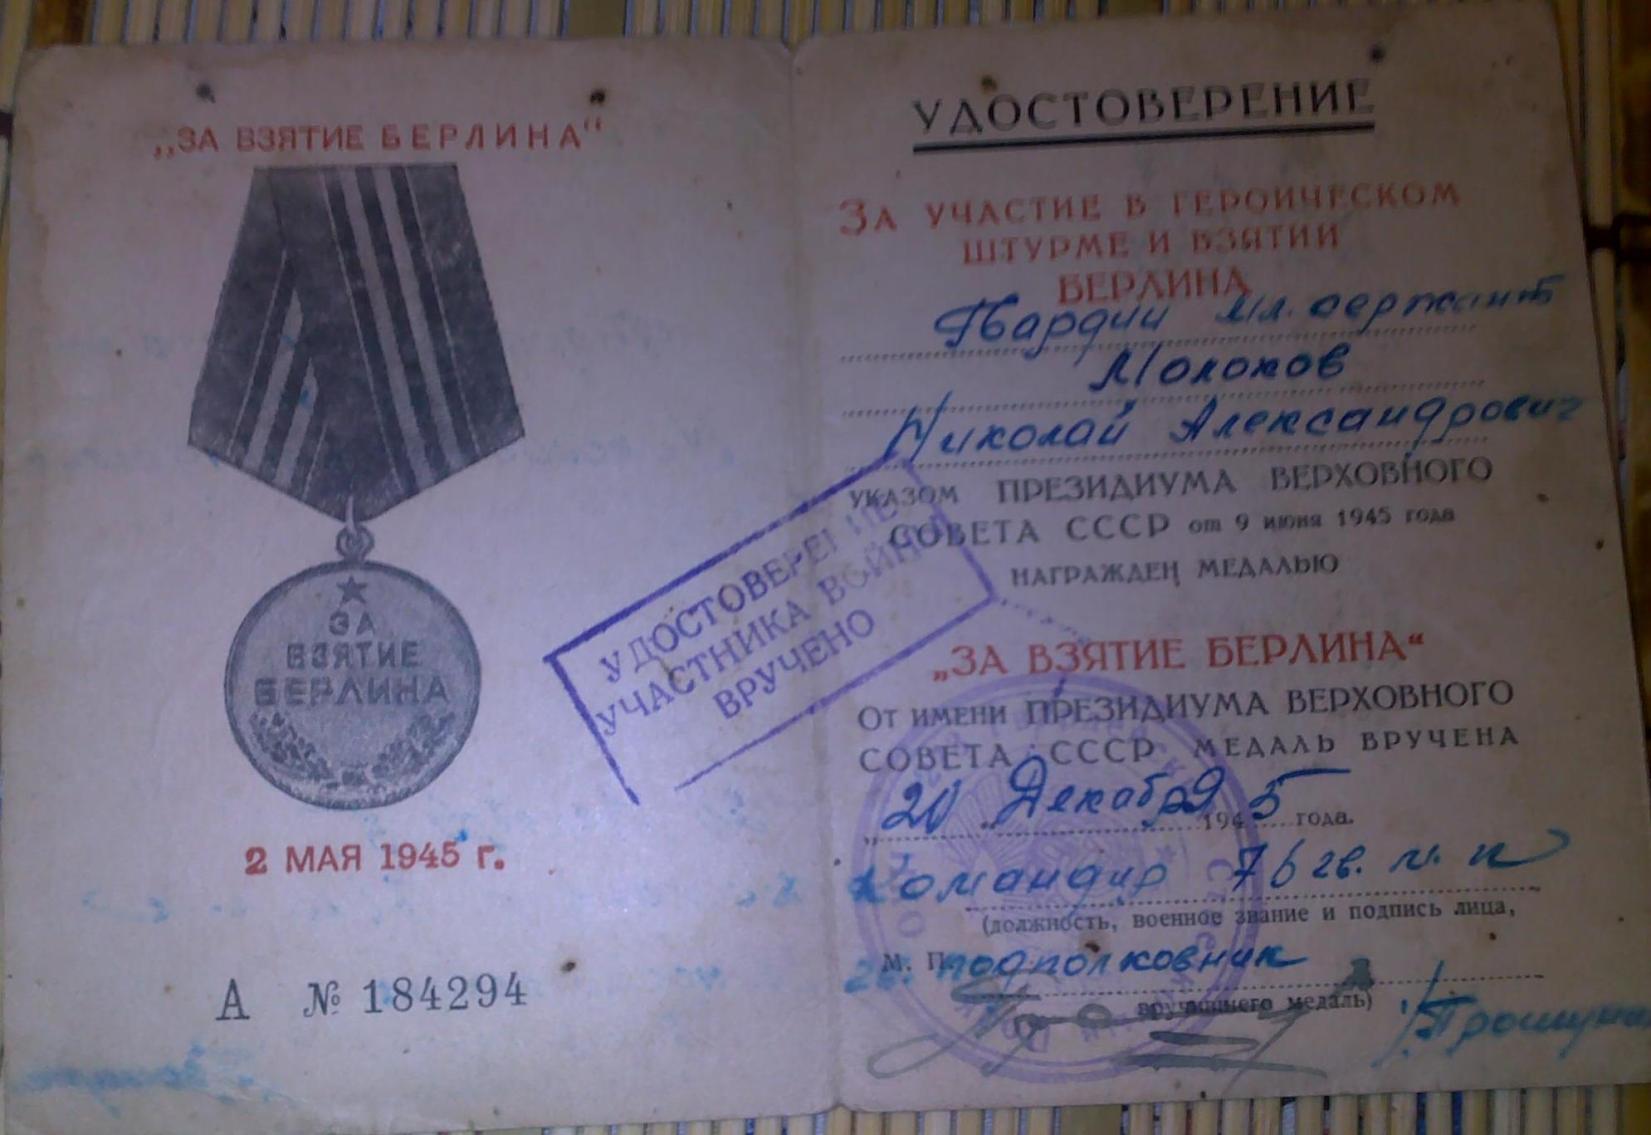 „ЗА ВЗЯТИЕ БЕРЛИНА“
ЗА
ВЗЯТИЕ
БЕРЛИНА
2 МАЯ 1945 г.
А № 184294
УДОСТОВЕРЕНИЕ
УЧАСТНИКА ВОЙНЫ
ВРУЧЕНО
УДОСТОВЕРЕНИЕ
ЗА УЧАСТИЕ В ГЕРОИЧЕСКОМ
ШТУРМЕ И ВЗЯТИИ
БЕРЛИНА
Гвардии мл. сержант
Молоков
Николай Александрович
УКАЗОМ ПРЕЗИДИУМА ВЕРХОВНОГО
СОВЕТА СССР от 9 июня 1945 года
НАГРАЖДЕН МЕДАЛЬЮ
„ЗА ВЗЯТИЕ БЕРЛИНА“
ОТ ИМЕНИ ПРЕЗИДИУМА ВЕРХОВНОГО
СОВЕТА СССР МЕДАЛЬ ВРУЧЕНА
20 Декабря 1945 года.
Командир 76 гв. м. п
(должность, военное звание и подпись лица,
М. П. гв. подполковник
вручившего медаль)